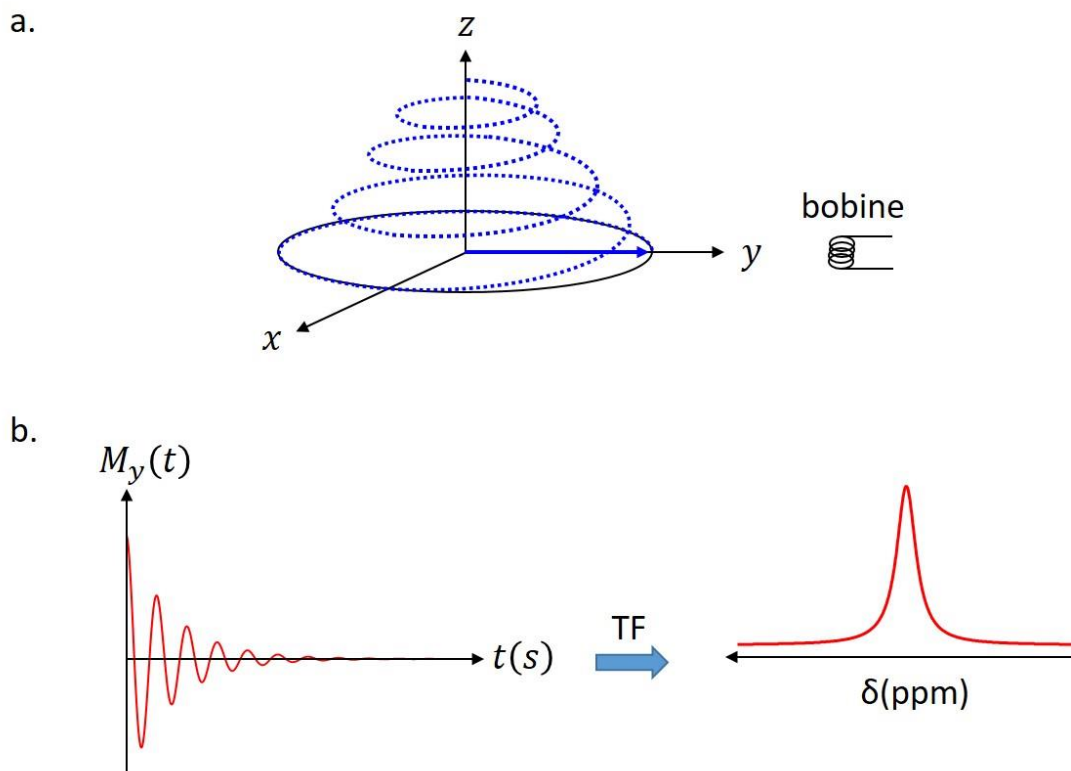 a.
z
bobine
y
x
b.
M_y(t)
t(s)
TF
δ(ppm)